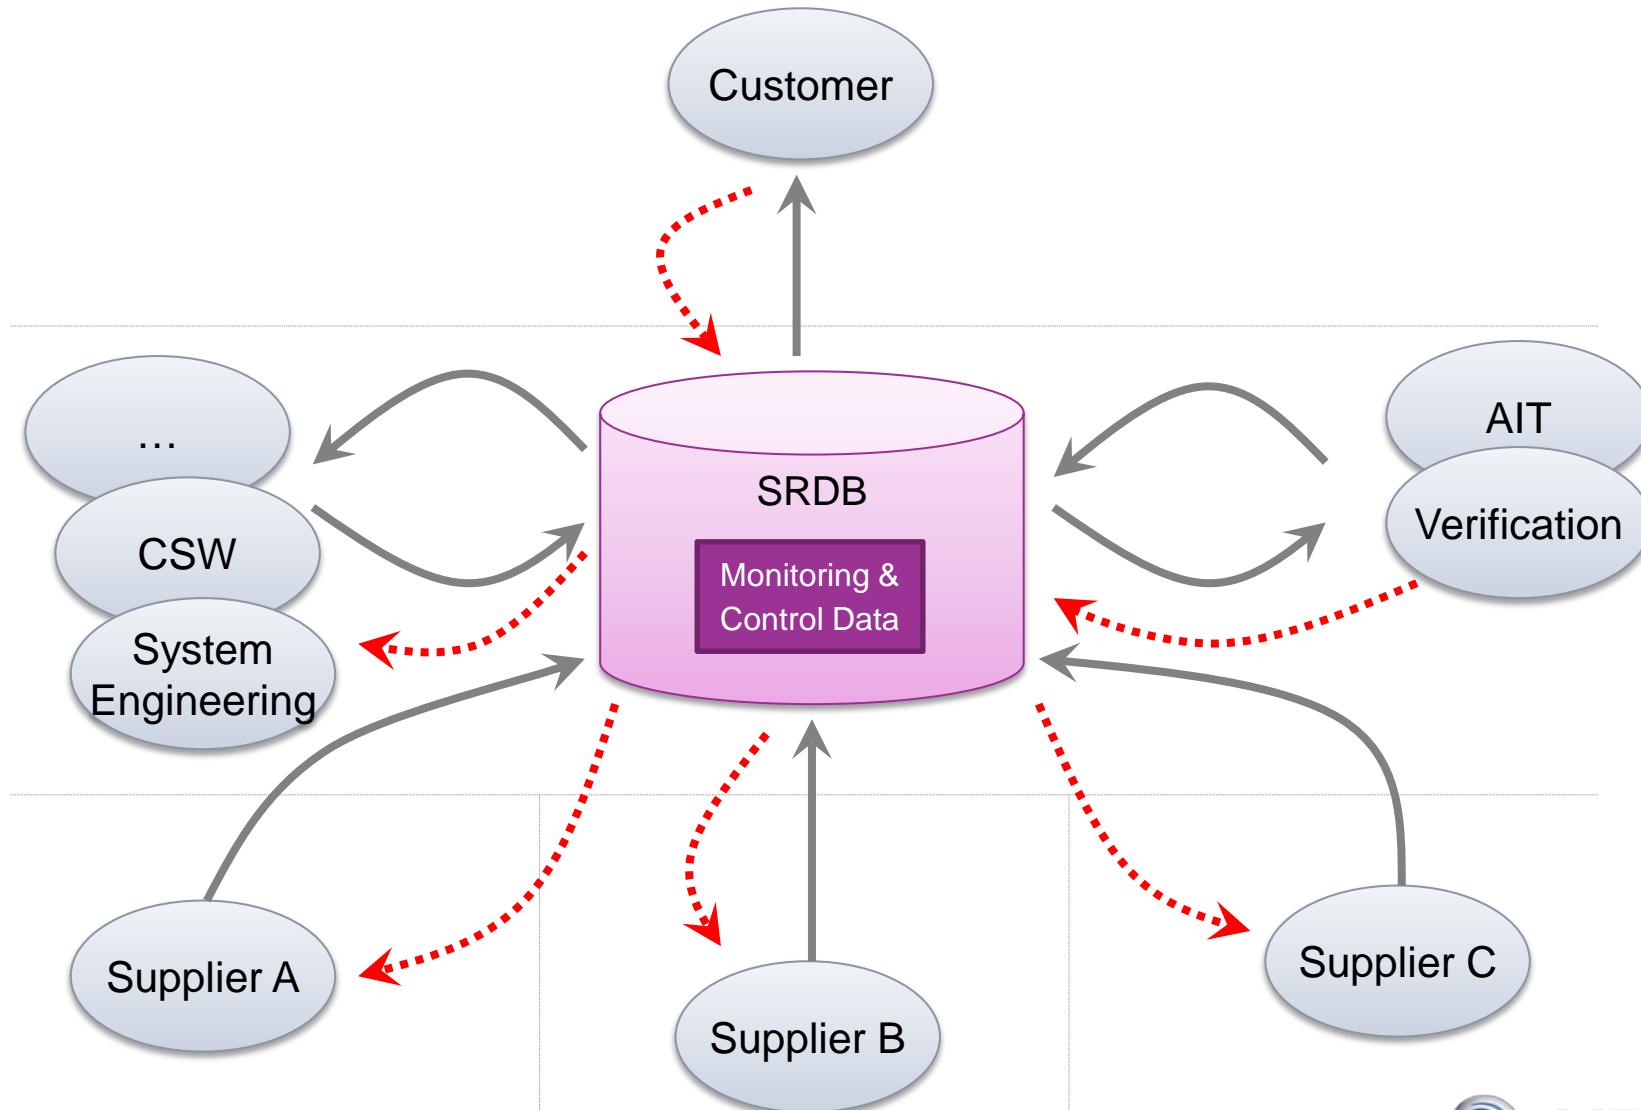 Customer
…
CSW
System
Engineering
SRDB
Monitoring &
Control Data
AIT
Verification
Supplier A
Supplier B
Supplier C